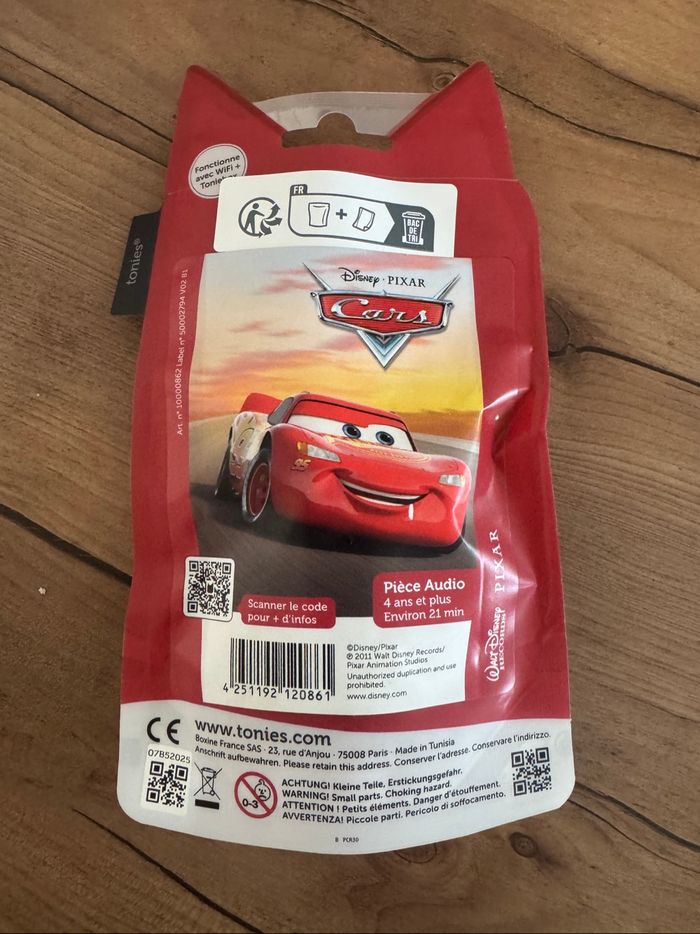 Fonctionne
avec WiFi +
tonies®
FR
BAC
DE
TRI
Art. n° 10000862 Label n° 50002794 V02 B1
Disney · PIXAR
Cars
95
Pièce Audio
4 ans et plus
Environ 21 min
Scanner le code
pour + d'infos
WALT DISNEY
RECORDS
PIXAR
©Disney/Pixar
℗ 2011 Walt Disney Records/
Pixar Animation Studios
Unauthorized duplication and use
prohibited.
www.disney.com
4 251192 120861
CE
www.tonies.com
Boxine France SAS · 23, rue d'Anjou · 75008 Paris · Made in Tunisia
Anschrift aufbewahren. Please retain this address. Conserver l'adresse. Conservare l'indirizzo.
07B52025
0-3
ACHTUNG! Kleine Teile, Erstickungsgefahr.
WARNING! Small parts. Choking hazard.
ATTENTION ! Petits éléments. Danger d'étouffement.
AVVERTENZA! Piccole parti. Pericolo di soffocamento.
B PCR30